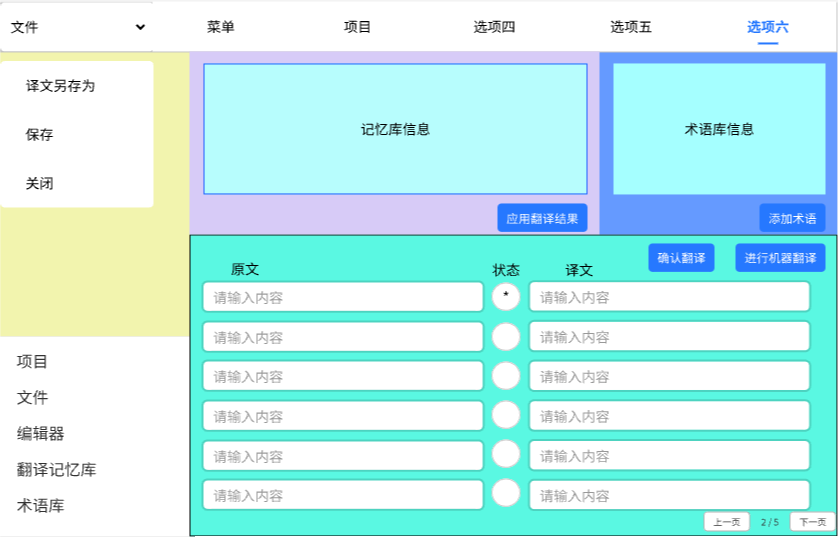 文件 菜单 项目 选项四 选项五 选项六
译文另存为
保存
关闭
记忆库信息
术语库信息
应用翻译结果
添加术语
确认翻译 进行机器翻译
原文 状态 译文
请输入内容 * 请输入内容
请输入内容 请输入内容
请输入内容 请输入内容
请输入内容 请输入内容
请输入内容 请输入内容
请输入内容 请输入内容
上一页 2 / 5 下一页
项目
文件
编辑器
翻译记忆库
术语库